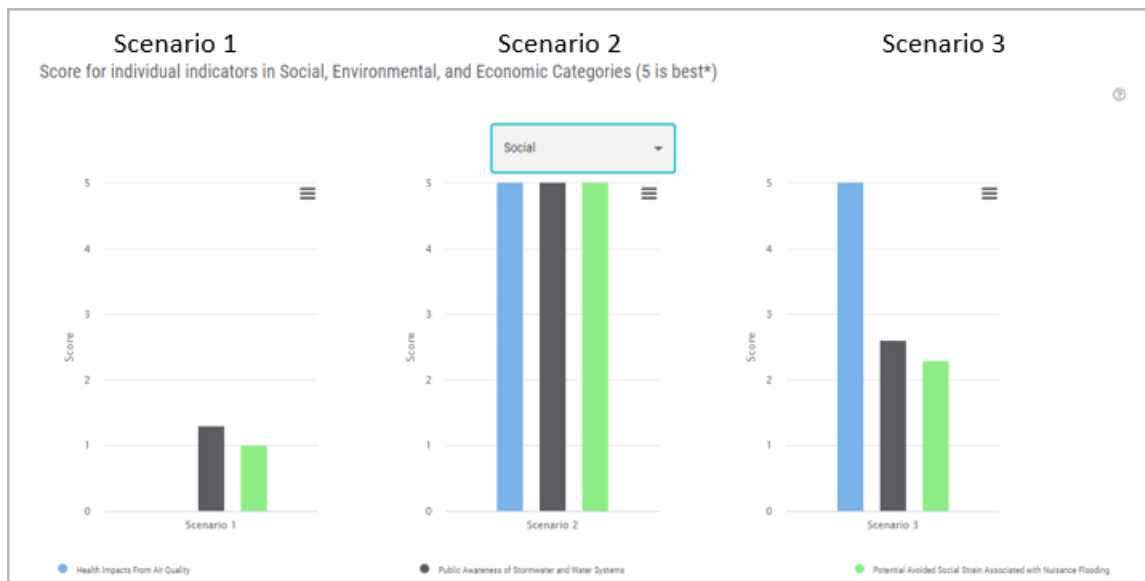 Scenario 1 Scenario 2 Scenario 3
Score for individual indicators in Social, Environmental, and Economic Categories (5 is best*)
?
Social
5 5 5
4 4 4
3 3 3
Score Score Score
2 2 2
1 1 1
0 0 0
Scenario 1 Scenario 2 Scenario 3
Health Impacts From Air Quality Public Awareness of Stormwater and Water Systems Potential Avoided Social Strain Associated with Nuisance Flooding